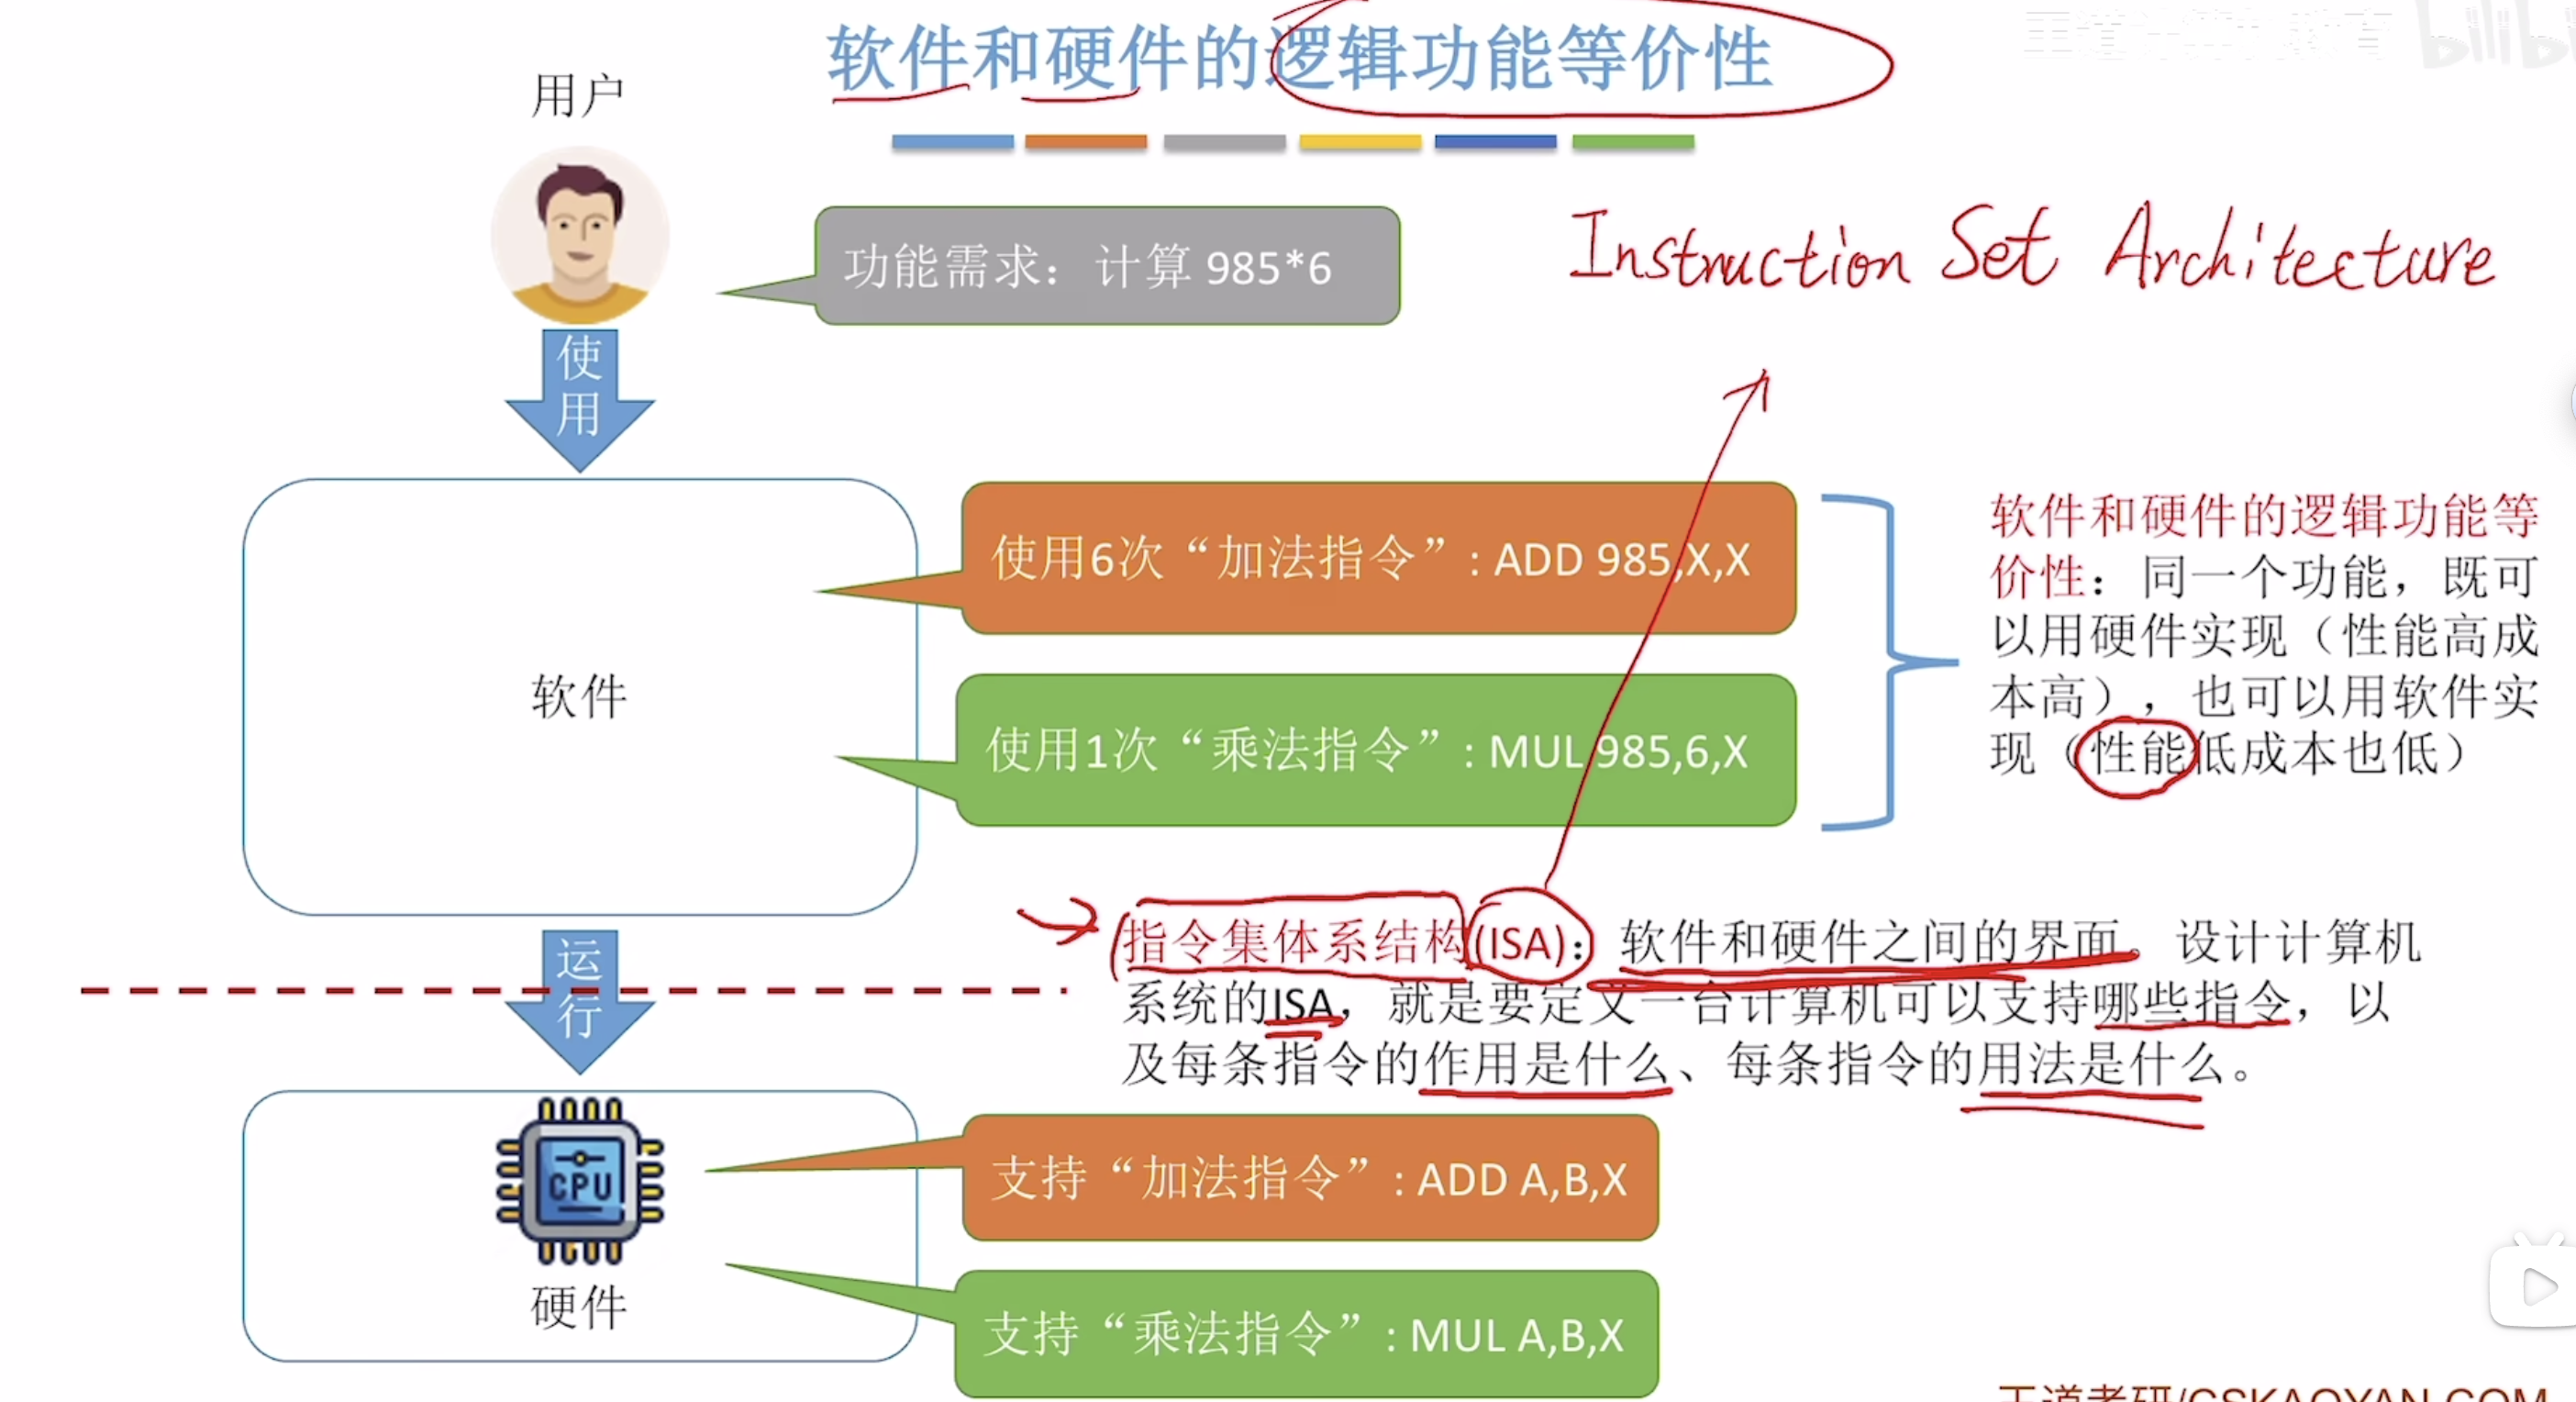 软件和硬件的逻辑功能等价性
用户
功能需求：计算 985*6
Instruction Set Architecture
使
用
软件
使用6次“加法指令”：ADD 985,X,X
使用1次“乘法指令”：MUL 985,6,X
软件和硬件的逻辑功能等
价性：同一个功能，既可
以用硬件实现（性能高成
本高），也可以用软件实
现（性能低成本也低）
运
行
指令集体系结构(ISA)：软件和硬件之间的界面。设计计算机
系统的ISA，就是要定义一台计算机可以支持哪些指令，以
及每条指令的作用是什么、每条指令的用法是什么。
CPU
硬件
支持“加法指令”：ADD A,B,X
支持“乘法指令”：MUL A,B,X
王道考研/CSKAOYAN.COM